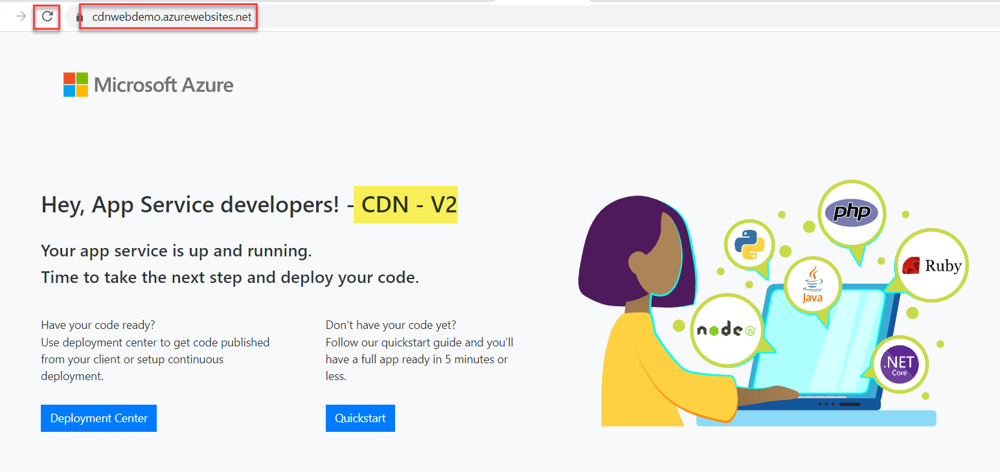 cdnwebdemo.azurewebsites.net
Microsoft Azure
Hey, App Service developers! - CDN - V2
Your app service is up and running.
Time to take the next step and deploy your code.
Have your code ready?
Use deployment center to get code published
from your client or setup continuous
deployment.
Deployment Center
Don't have your code yet?
Follow our quickstart guide and you'll
have a full app ready in 5 minutes or
less.
Quickstart
php
Ruby
Java
node
JS
.NET
Core